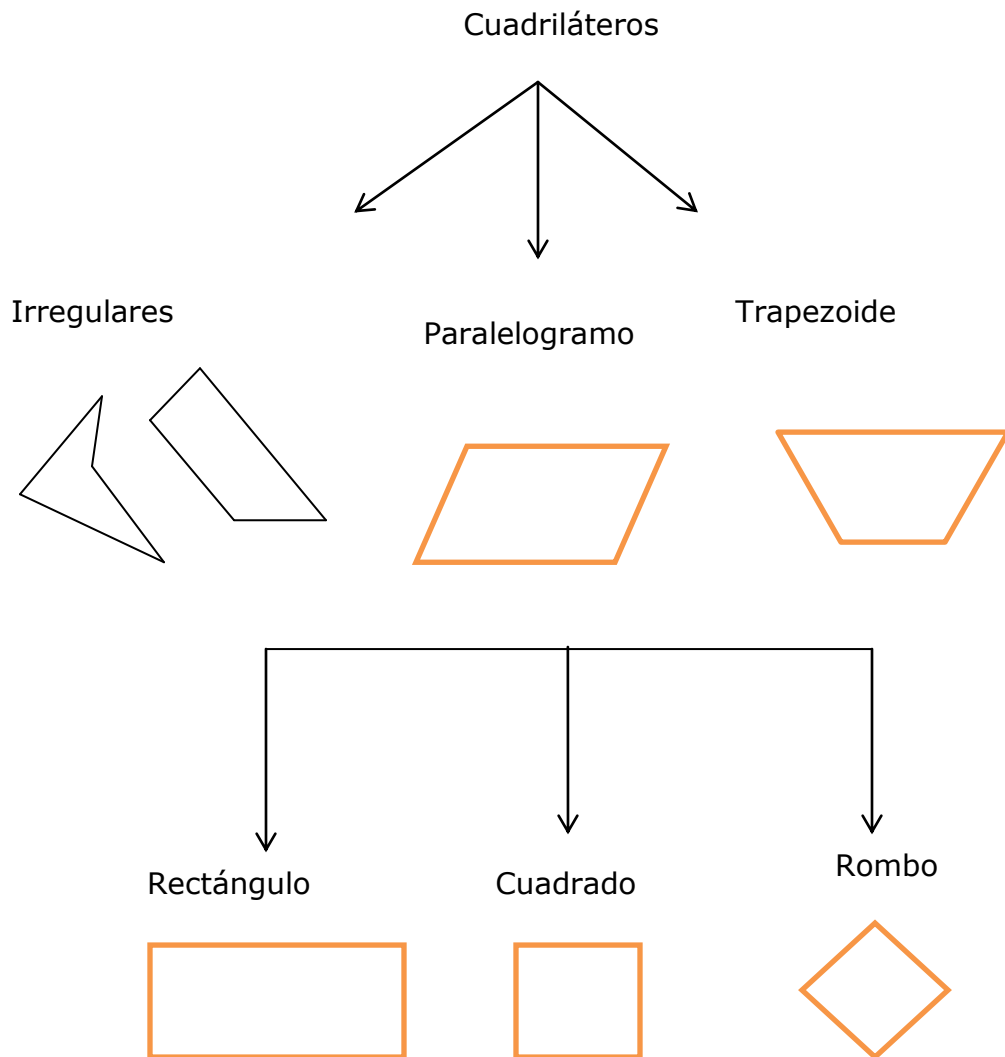 Cuadriláteros
Irregulares
Paralelogramo
Trapezoide
Rectángulo
Cuadrado
Rombo